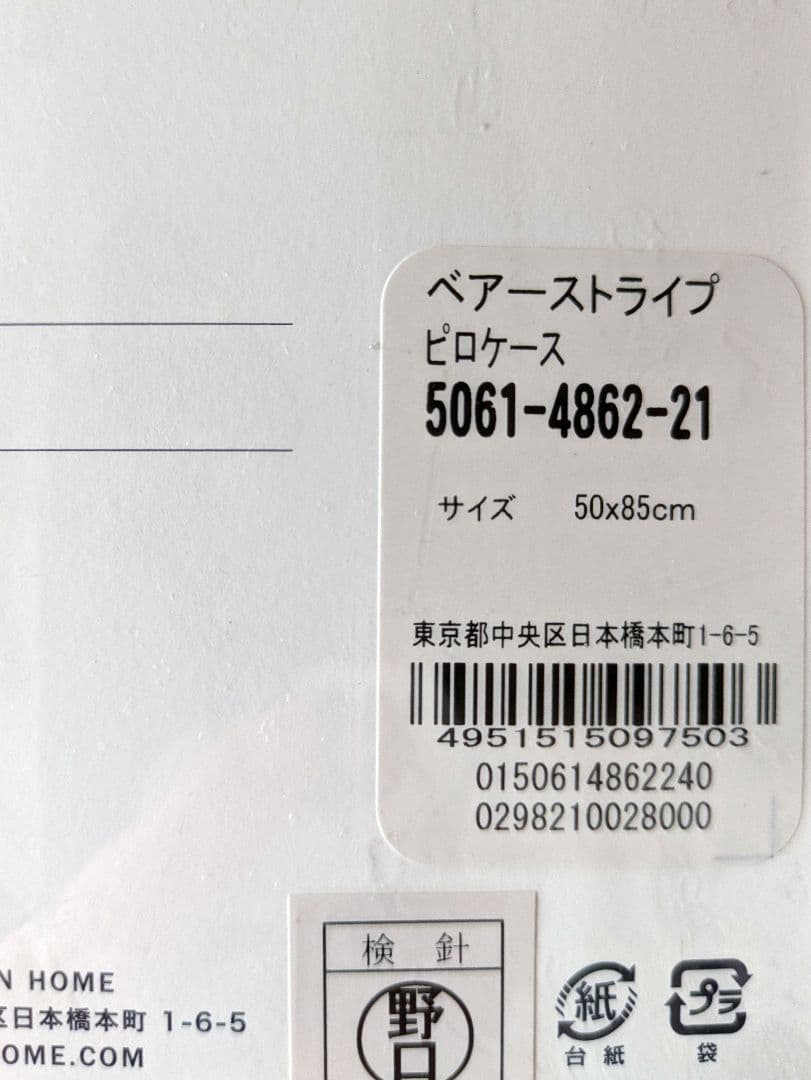 ベアーストライプ
ピロケース
5061-4862-21
サイズ 50x85cm
東京都中央区日本橋本町1-6-5
4951515097503
0150614862240
0298210028000
検 針
野口
N HOME
区日本橋本町 1-6-5
OME.COM
紙
台紙
プラ
袋